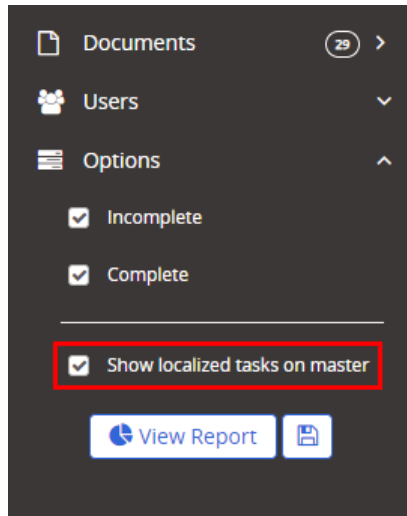 Documents 29
Users
Options
Incomplete
Complete
Show localized tasks on master
View Report